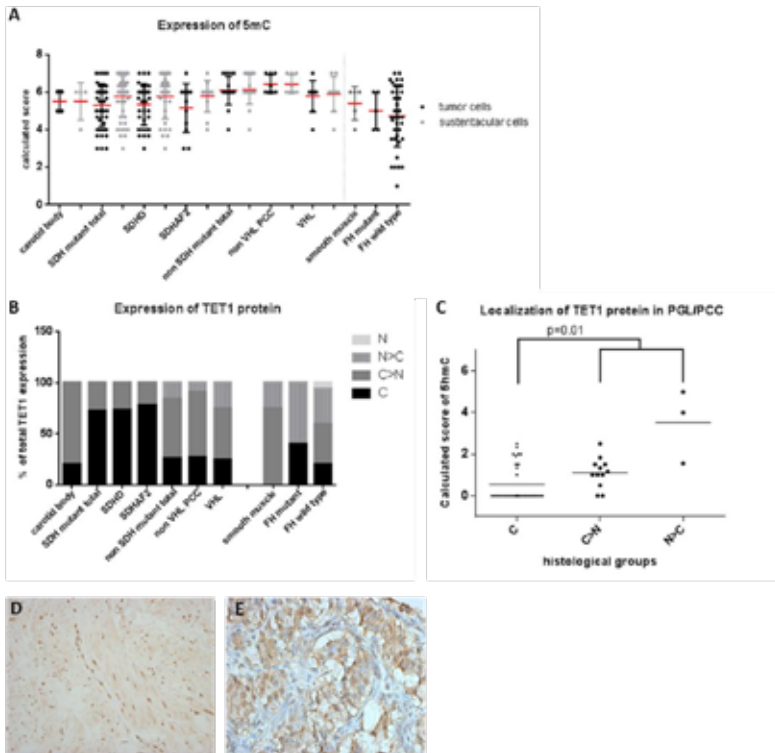 A
Expression of 5mC
calculated score
8
6
4
2
0
carotid body
SDH mutant total
SDHD
SDHAF2
non SDH mutant total
non VHL PCC
VHL
smooth muscle
FH mutant
FH wild type
tumor cells
sustentacular cells
B
Expression of TET1 protein
% of total TET1 expression
150
100
50
0
carotid body
SDH mutant total
SDHD
SDHAF2
non SDH mutant total
non VHL PCC
VHL
smooth muscle
FH mutant
FH wild type
N
N>C
C>N
C
C
Localization of TET1 protein in PGL/PCC
p=0.01
Calculated score of 5hmC
6
4
2
0
C
C>N
N>C
histological groups
D
E